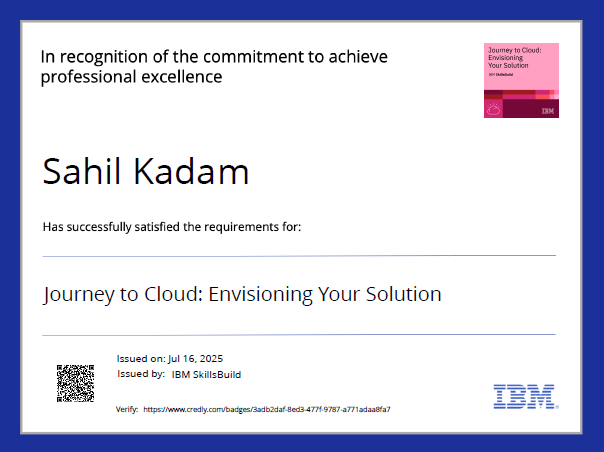 In recognition of the commitment to achieve
professional excellence
Journey to Cloud:
Envisioning
Your Solution
IBM SkillsBuild
IBM
Sahil Kadam
Has successfully satisfied the requirements for:
Journey to Cloud: Envisioning Your Solution
Issued on: Jul 16, 2025
Issued by: IBM SkillsBuild
Verify: https://www.credly.com/badges/3adb2daf-8ed3-477f-9787-a771adaa8fa7
IBM.